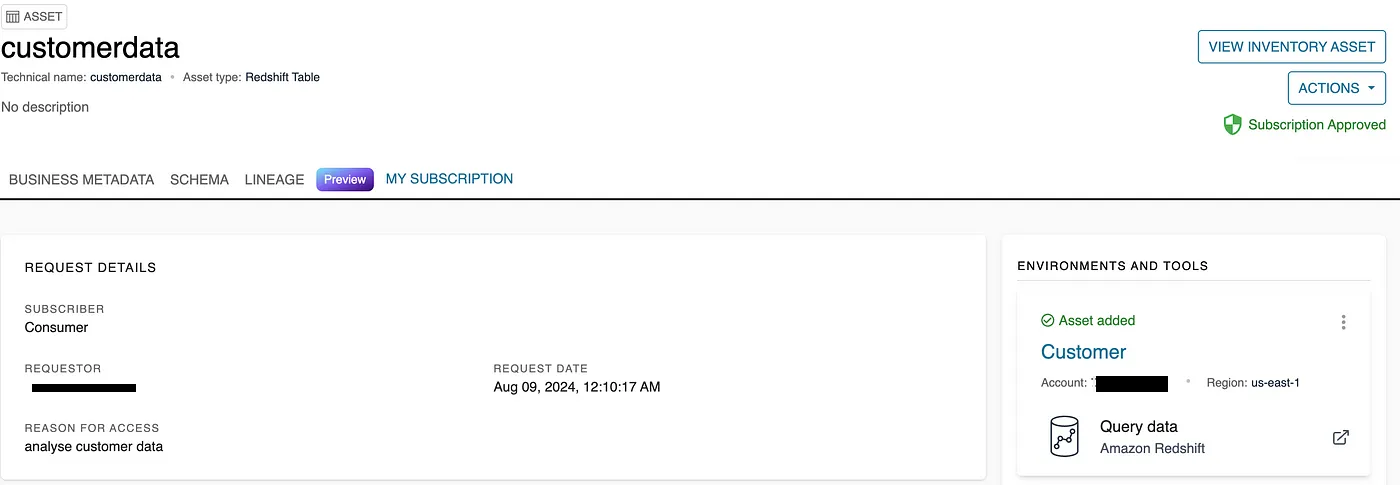 ASSET
customerdata
Technical name: customerdata • Asset type: Redshift Table
No description
VIEW INVENTORY ASSET
ACTIONS
Subscription Approved
BUSINESS METADATA SCHEMA LINEAGE Preview MY SUBSCRIPTION
REQUEST DETAILS
SUBSCRIBER
Consumer
REQUESTOR
REQUEST DATE
Aug 09, 2024, 12:10:17 AM
REASON FOR ACCESS
analyse customer data
ENVIRONMENTS AND TOOLS
Asset added
Customer
Account: • Region: us-east-1
Query data
Amazon Redshift